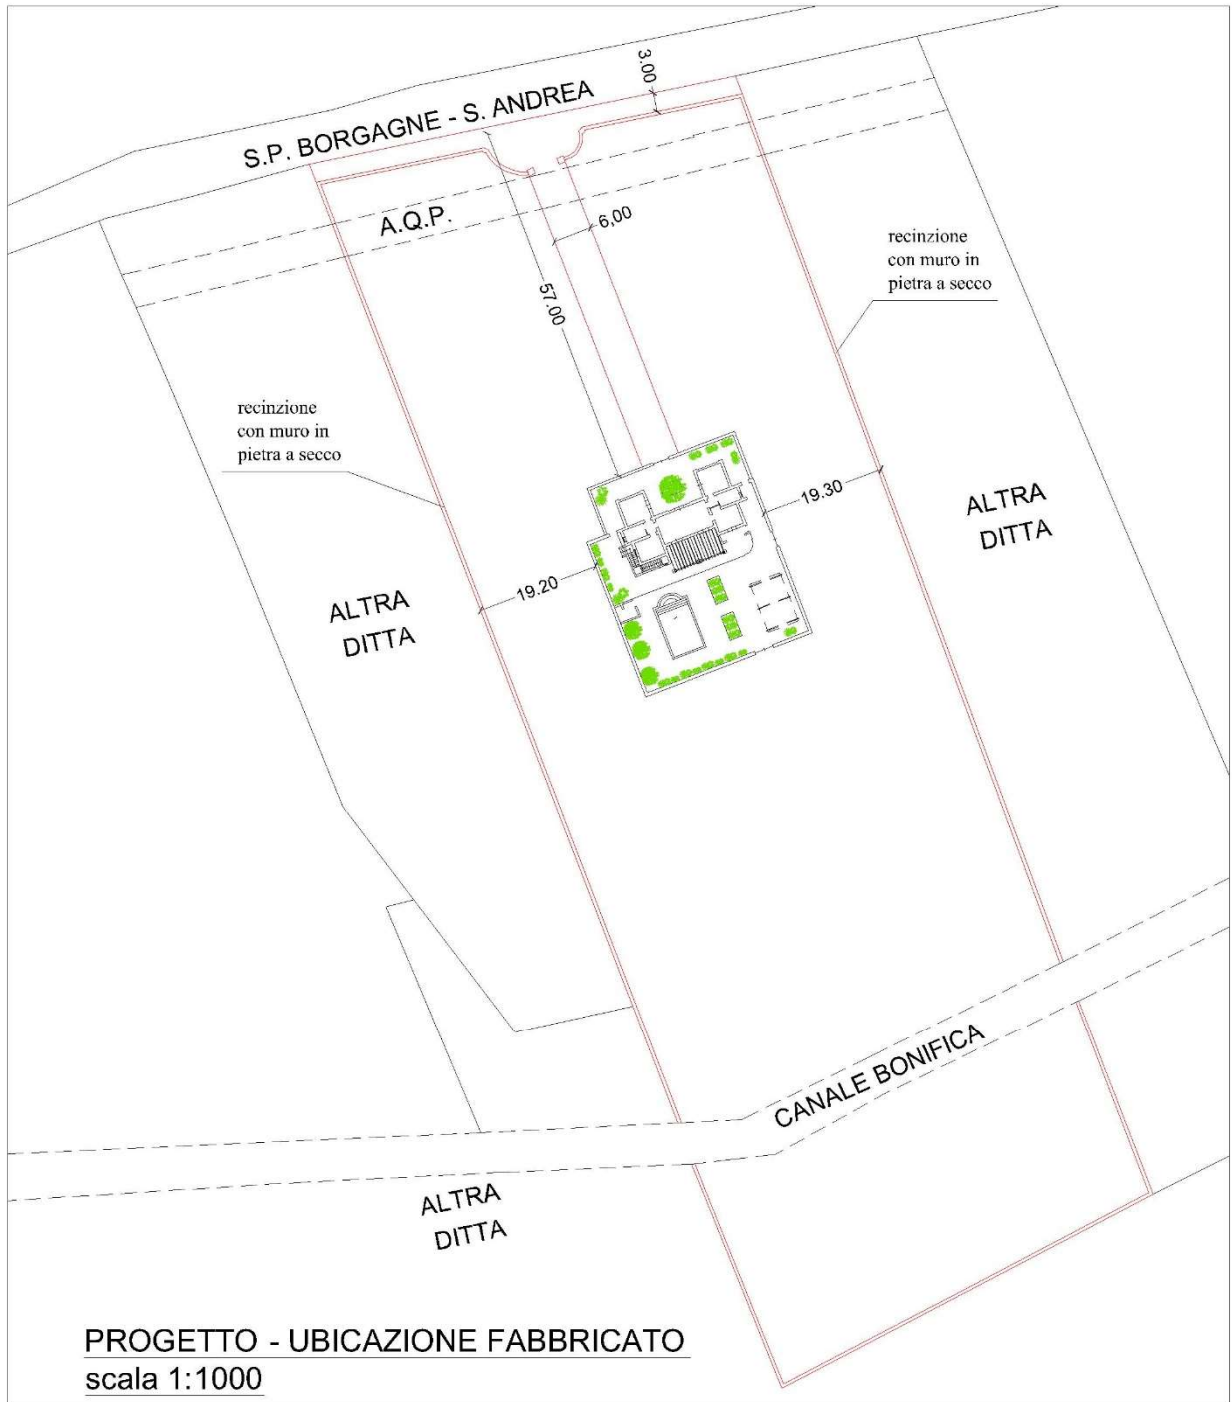 3.00
S.P. BORGAGNE - S. ANDREA
A.Q.P.
6,00
recinzione
con muro in
pietra a secco
57.00
recinzione
con muro in
pietra a secco
19.30
ALTRA
DITTA
19.20
ALTRA
DITTA
CANALE BONIFICA
ALTRA
DITTA
PROGETTO - UBICAZIONE FABBRICATO
scala 1:1000